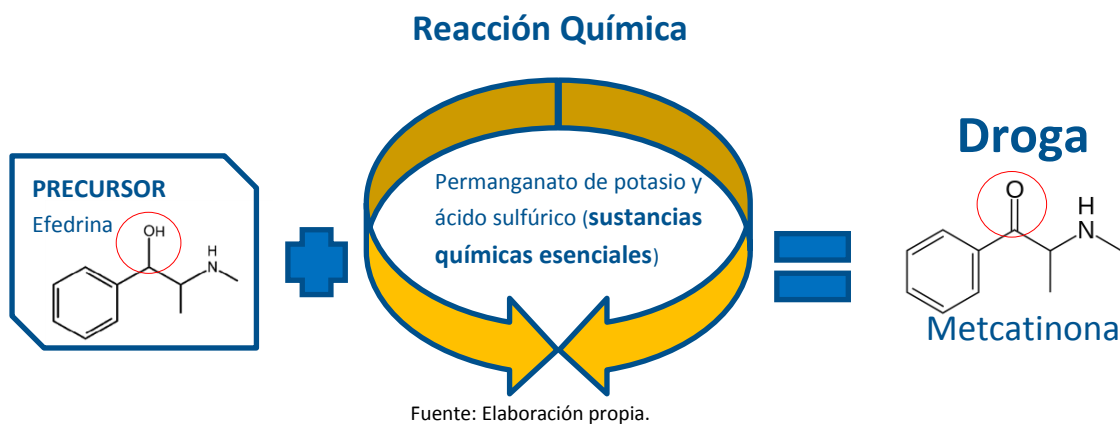 Reacción Química
PRECURSOR
Efedrina
OH
H
N
Permanganato de potasio y
ácido sulfúrico (sustancias
químicas esenciales)
Droga
O
H
N
Metcatinona
Fuente: Elaboración propia.